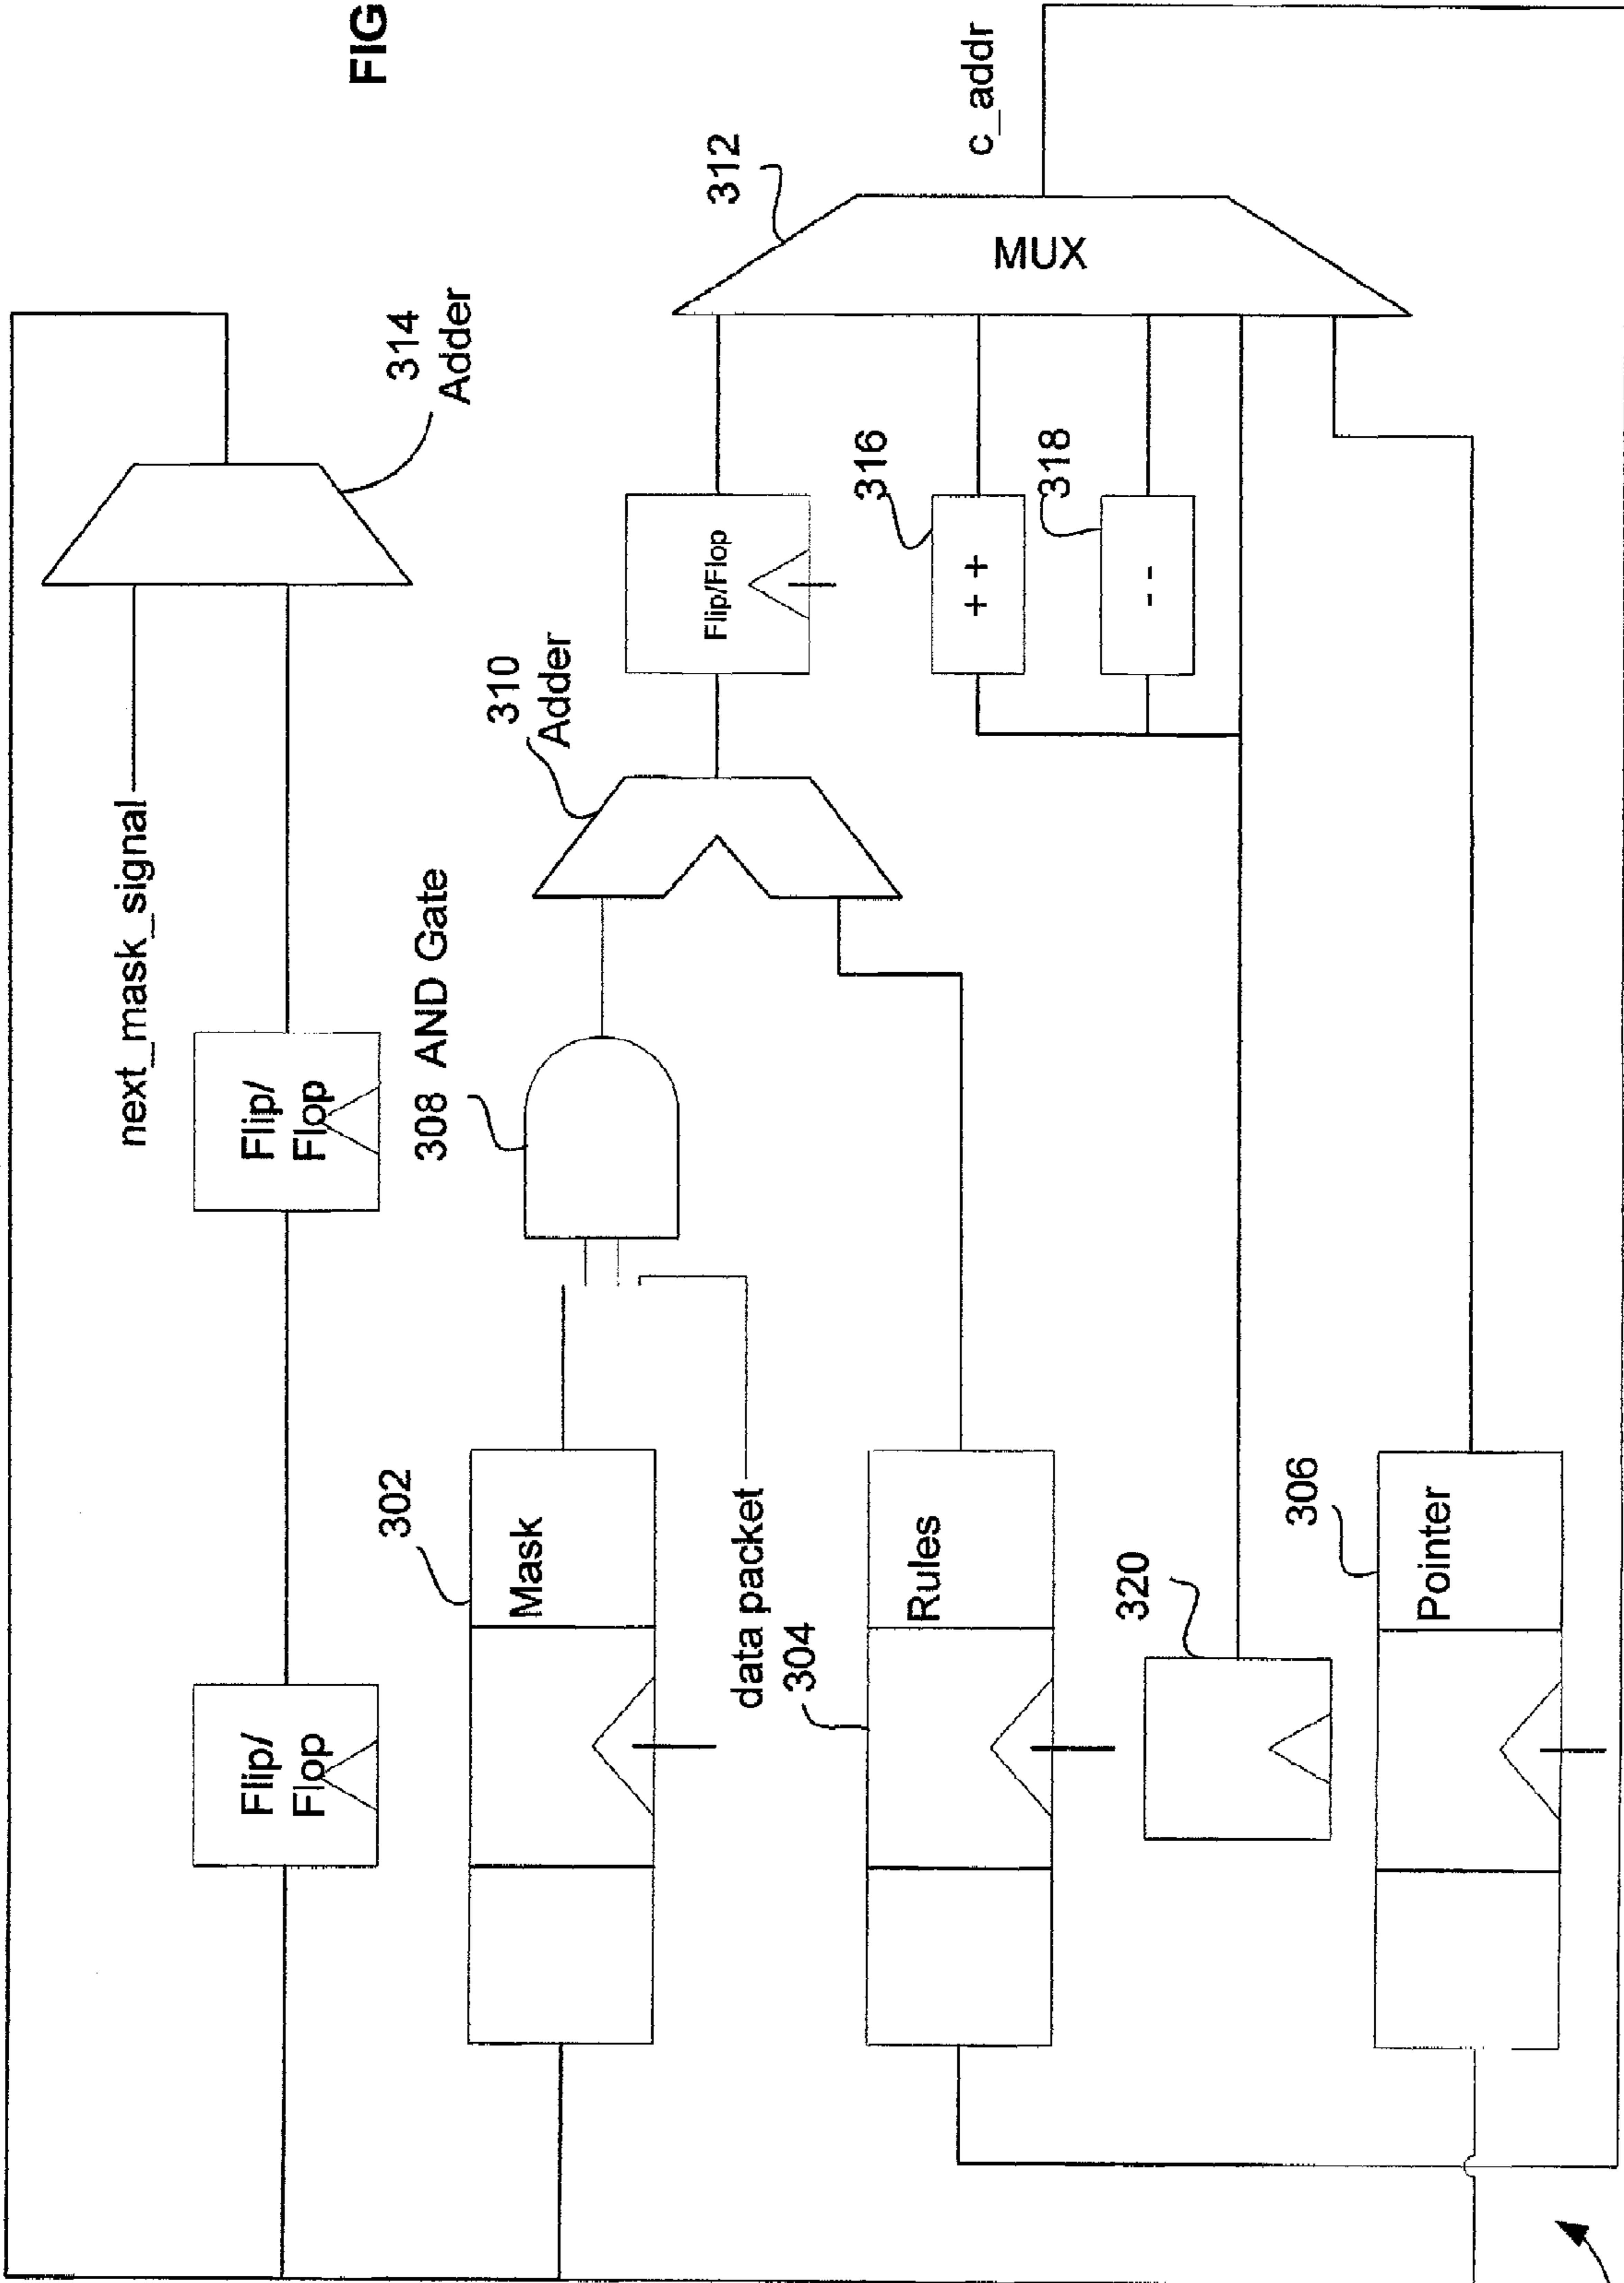 FIG
next_mask_signal
314
Adder
Flip/
Flop
Flip/
Flop
302
Mask
data packet
308 AND Gate
310
Adder
Flip/Flop
312
MUX
c_addr
316
++
318
--
304
Rules
320
306
Pointer